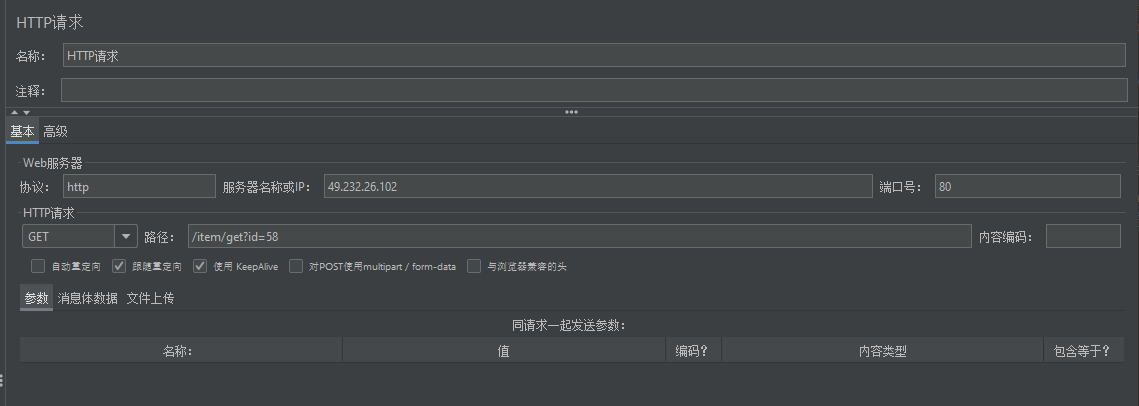 HTTP请求
名称： HTTP请求
注释：
基本 高级
Web服务器
协议： http 服务器名称或IP： 49.232.26.102 端口号： 80
HTTP请求
GET 路径： /item/get?id=58 内容编码：
自动重定向 跟随重定向 使用 KeepAlive 对POST使用multipart / form-data 与浏览器兼容的头
参数 消息体数据 文件上传
同请求一起发送参数：
名称： 值 编码? 内容类型 包含等于?